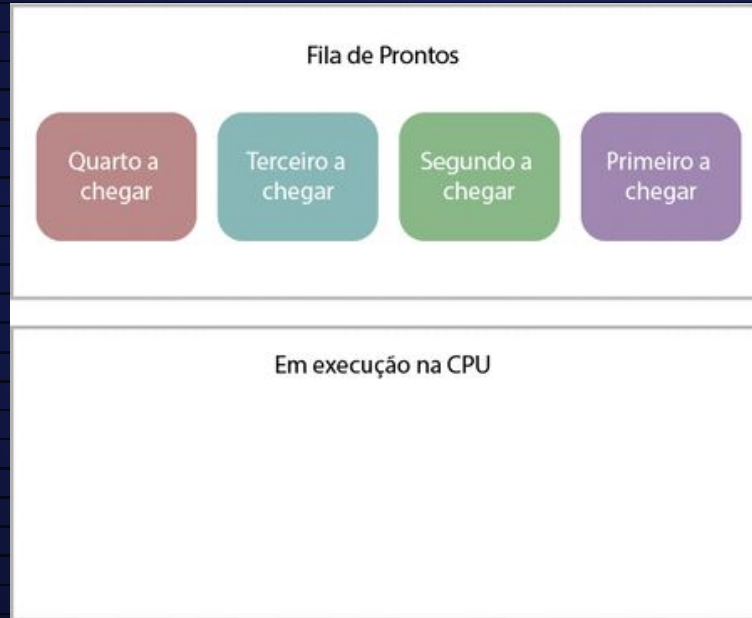 Fila de Prontos
Quarto a
chegar
Terceiro a
chegar
Segundo a
chegar
Primeiro a
chegar
Em execução na CPU